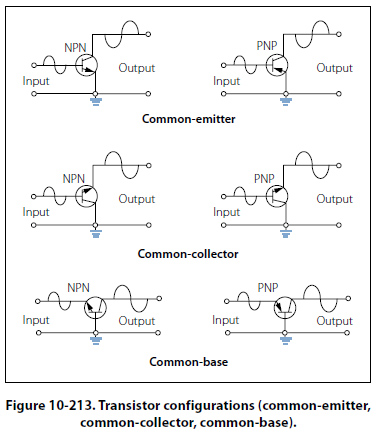 NPN
PNP
Input
Output
Input
Output
Common-emitter
NPN
PNP
Input
Output
Input
Output
Common-collector
NPN
PNP
Input
Output
Input
Output
Common-base
Figure 10-213. Transistor configurations (common-emitter,
common-collector, common-base).